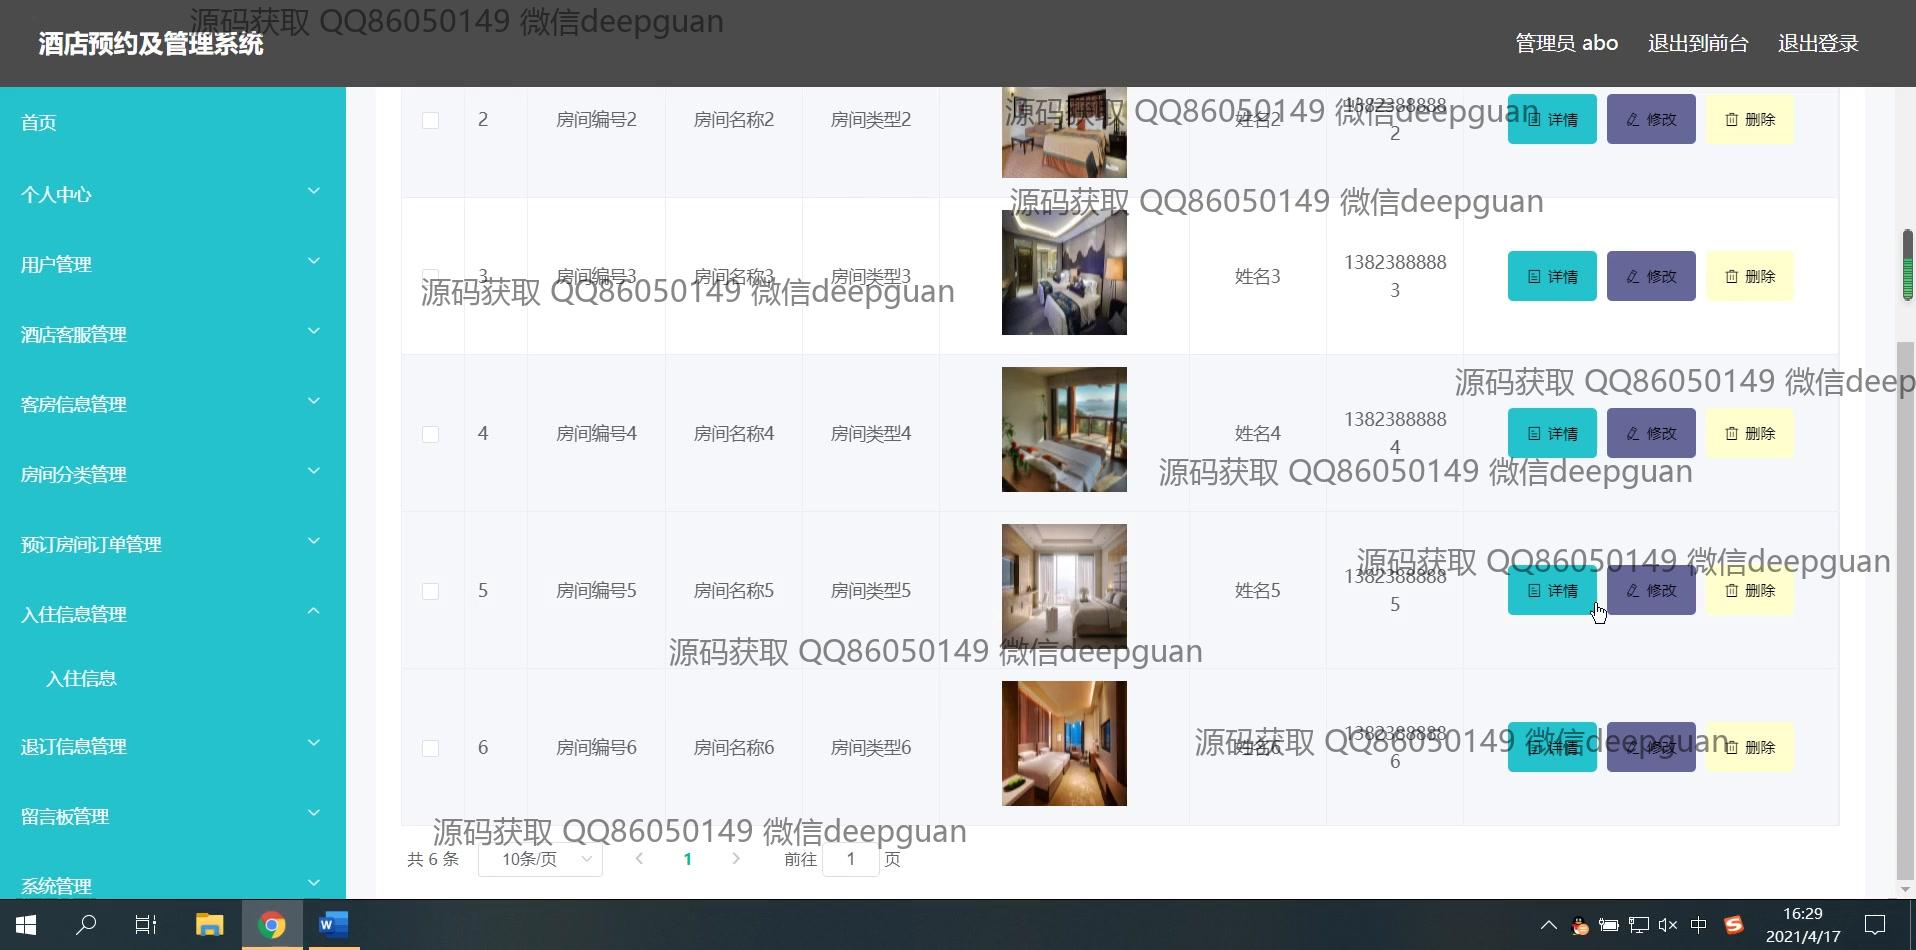 源码获取 QQ86050149 微信deepguan
酒店预约及管理系统
管理员 abo 退出到前台 退出登录
首页
个人中心
用户管理
酒店客服管理
客房信息管理
房间分类管理
预订房间订单管理
入住信息管理
入住信息
退订信息管理
留言板管理
系统管理
源码获取 QQ86050149 微信deepguan
2 房间编号2 房间名称2 房间类型2 姓名2 1382388888 详情 修改 删除
2
源码获取 QQ86050149 微信deepguan
3 房间编号3 房间名称3 房间类型3 姓名3 1382388888 详情 修改 删除
3
源码获取 QQ86050149 微信deepguan
源码获取 QQ86050149 微信deep
4 房间编号4 房间名称4 房间类型4 姓名4 1382388888 详情 修改 删除
4
源码获取 QQ86050149 微信deepguan
源码获取 QQ86050149 微信deepguan
5 房间编号5 房间名称5 房间类型5 姓名5 1382388888 详情 修改 删除
5
源码获取 QQ86050149 微信deepguan
源码获取 QQ86050149 微信deepguan
6 房间编号6 房间名称6 房间类型6 姓名6 1382388888 详情 修改 删除
6
源码获取 QQ86050149 微信deepguan
共 6 条 10条/页 1 前往 1 页
中
16:29
2021/4/17